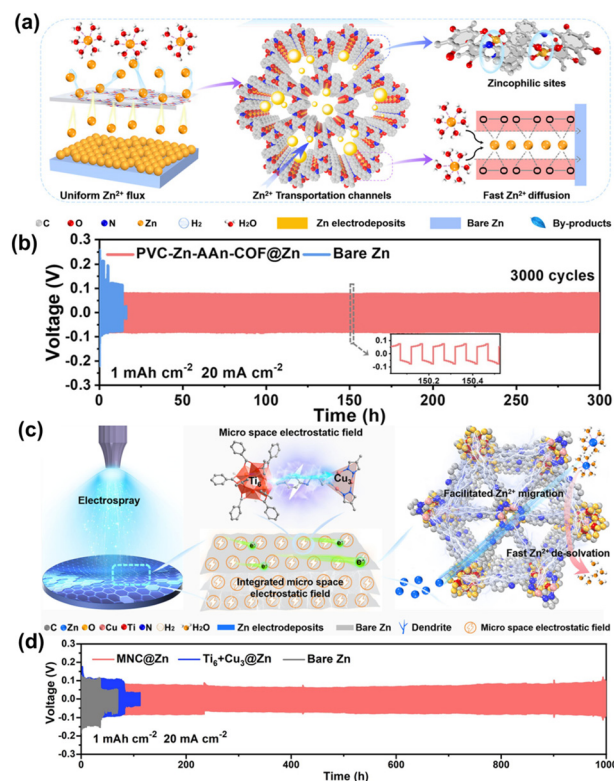 (a)
Zincophilic sites
Uniform Zn²⁺ flux
Zn²⁺ Transportation channels
Fast Zn²⁺ diffusion
C O N Zn H₂ H₂O Zn electrodeposits Bare Zn By-products
(b)
PVC-Zn-AAn-COF@Zn Bare Zn
3000 cycles
Voltage (V)
0.3
0.2
0.1
0.0
-0.1
-0.2
-0.3
0.1
0.0
-0.1
150.2 150.4
1 mAh cm⁻² 20 mA cm⁻²
0 50 100 150 200 250 300
Time (h)
(c)
Micro space electrostatic field
Electrospray
Ti₆
Cu₃
Facilitated Zn²⁺ migration
e⁻
e⁻
e⁻
e⁻
Fast Zn²⁺ de-solvation
Integrated micro space
electrostatic field
C Zn O Cu Ti N H₂ H₂O Zn electrodeposits Bare Zn Dendrite Micro space electrostatic field
(d)
MNC@Zn Ti₆+Cu₃@Zn Bare Zn
Voltage (V)
0.3
0.2
0.1
0.0
-0.1
-0.2
-0.3
1 mAh cm⁻² 20 mA cm⁻²
0 200 400 600 800 1000
Time (h)